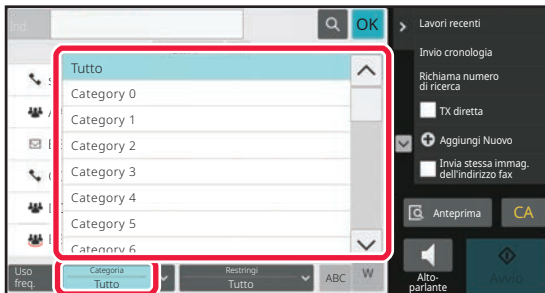 Ind.
OK
Tutto
Category 0
Category 1
Category 2
Category 3
Category 4
Category 5
Category 6
Uso
freq.
Categoria
Tutto
Restringi
Tutto
ABC
W
Lavori recenti
Invio cronologia
Richiama numero
di ricerca
TX diretta
Aggiungi Nuovo
Invia stessa immag.
dell'indirizzo fax
Anteprima
CA
Alto-
parlante
Avvio